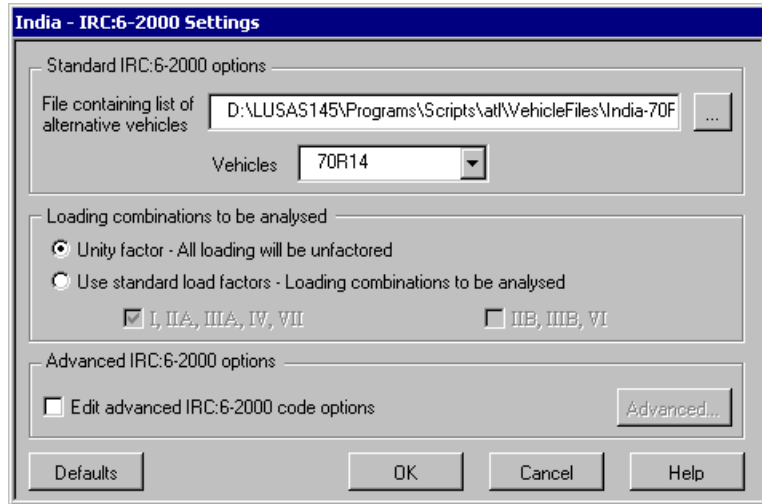 India - IRC:6-2000 Settings
Standard IRC:6-2000 options
File containing list of
alternative vehicles
D:\LUSAS145\Programs\Scripts\atl\VehicleFiles\India-70F
...
Vehicles
70R14
Loading combinations to be analysed
Unity factor - All loading will be unfactored
Use standard load factors - Loading combinations to be analysed
I, IIA, IIIA, IV, VII
IIB, IIIB, VI
Advanced IRC:6-2000 options
Edit advanced IRC:6-2000 code options
Advanced...
Defaults
OK
Cancel
Help